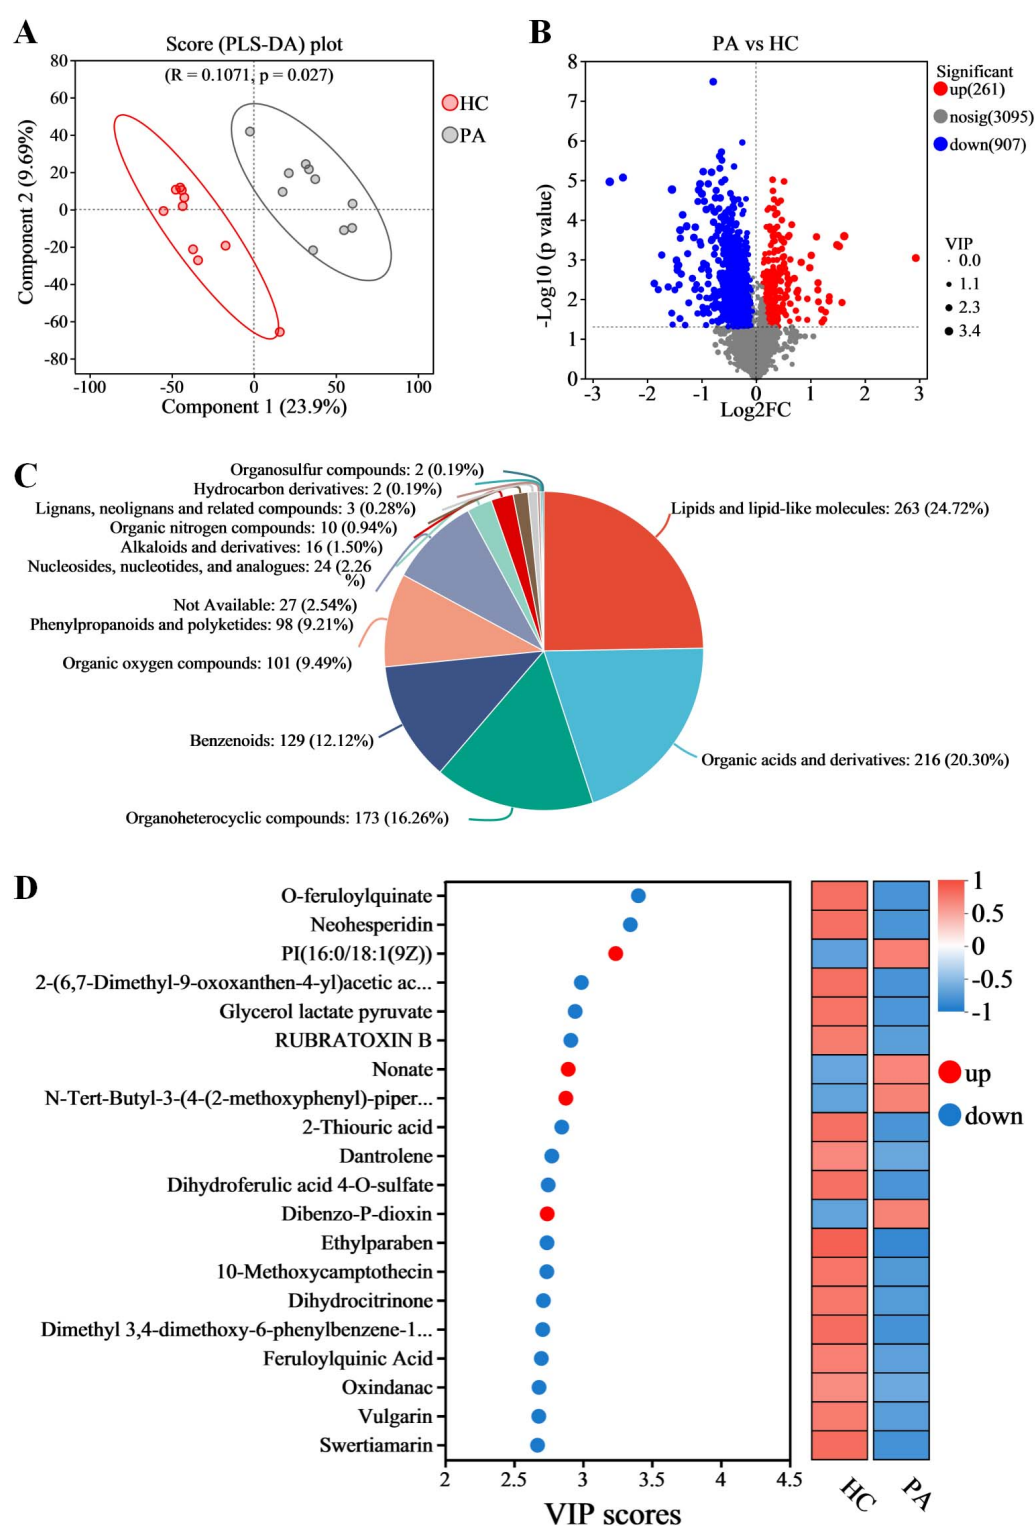 A
Score (PLS-DA) plot
(R = 0.1071, p = 0.027)
Component 2 (9.69%)
80
60
40
20
0
-20
-40
-60
-80
-100
-50
0
50
100
Component 1 (23.9%)
HC
PA
B
PA vs HC
-Log10 (p value)
8
7
6
5
4
3
2
1
0
-3
-2
-1
0
1
2
3
Log2FC
Significant
up(261)
nosig(3095)
down(907)
VIP
0.0
1.1
2.3
3.4
C
Organosulfur compounds: 2 (0.19%)
Hydrocarbon derivatives: 2 (0.19%)
Lignans, neolignans and related compounds: 3 (0.28%)
Organic nitrogen compounds: 10 (0.94%)
Alkaloids and derivatives: 16 (1.50%)
Nucleosides, nucleotides, and analogues: 24 (2.26
%)
Not Available: 27 (2.54%)
Phenylpropanoids and polyketides: 98 (9.21%)
Organic oxygen compounds: 101 (9.49%)
Benzenoids: 129 (12.12%)
Organoheterocyclic compounds: 173 (16.26%)
Lipids and lipid-like molecules: 263 (24.72%)
Organic acids and derivatives: 216 (20.30%)
D
O-feruloylquinate
Neohesperidin
PI(16:0/18:1(9Z))
2-(6,7-Dimethyl-9-oxoxanthen-4-yl)acetic ac...
Glycerol lactate pyruvate
RUBRATOXIN B
Nonate
N-Tert-Butyl-3-(4-(2-methoxyphenyl)-piper...
2-Thiouric acid
Dantrolene
Dihydroferulic acid 4-O-sulfate
Dibenzo-P-dioxin
Ethylparaben
10-Methoxycamptothecin
Dihydrocitrinone
Dimethyl 3,4-dimethoxy-6-phenylbenzene-1...
Feruloylquinic Acid
Oxindanac
Vulgarin
Swertiamarin
2
2.5
3
3.5
4
4.5
VIP scores
HC
PA
1
0.5
0
-0.5
-1
up
down